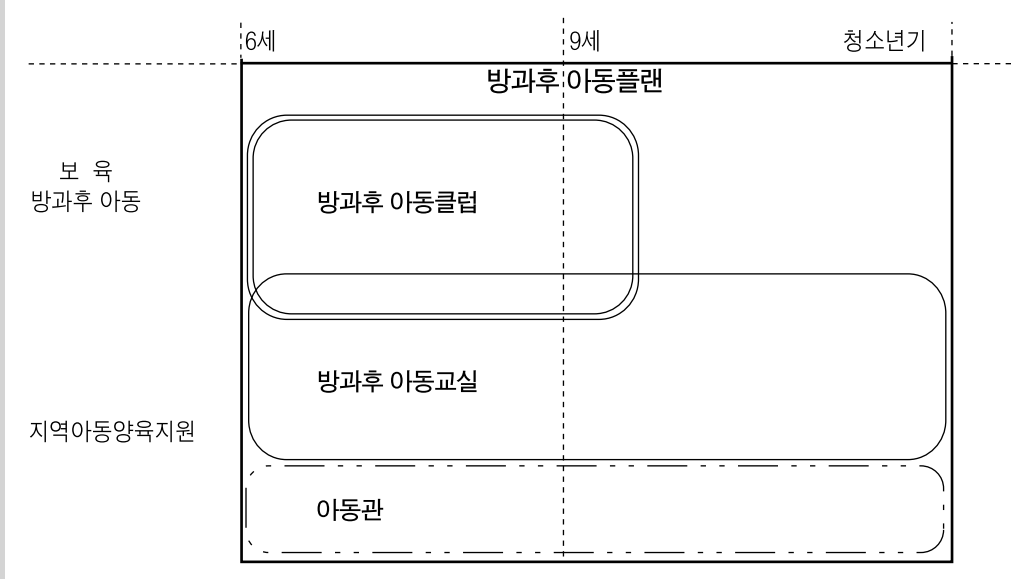 6세
9세
청소년기
방과후 아동플랜
보 육
방과후 아동
방과후 아동클럽
방과후 아동교실
지역아동양육지원
아동관